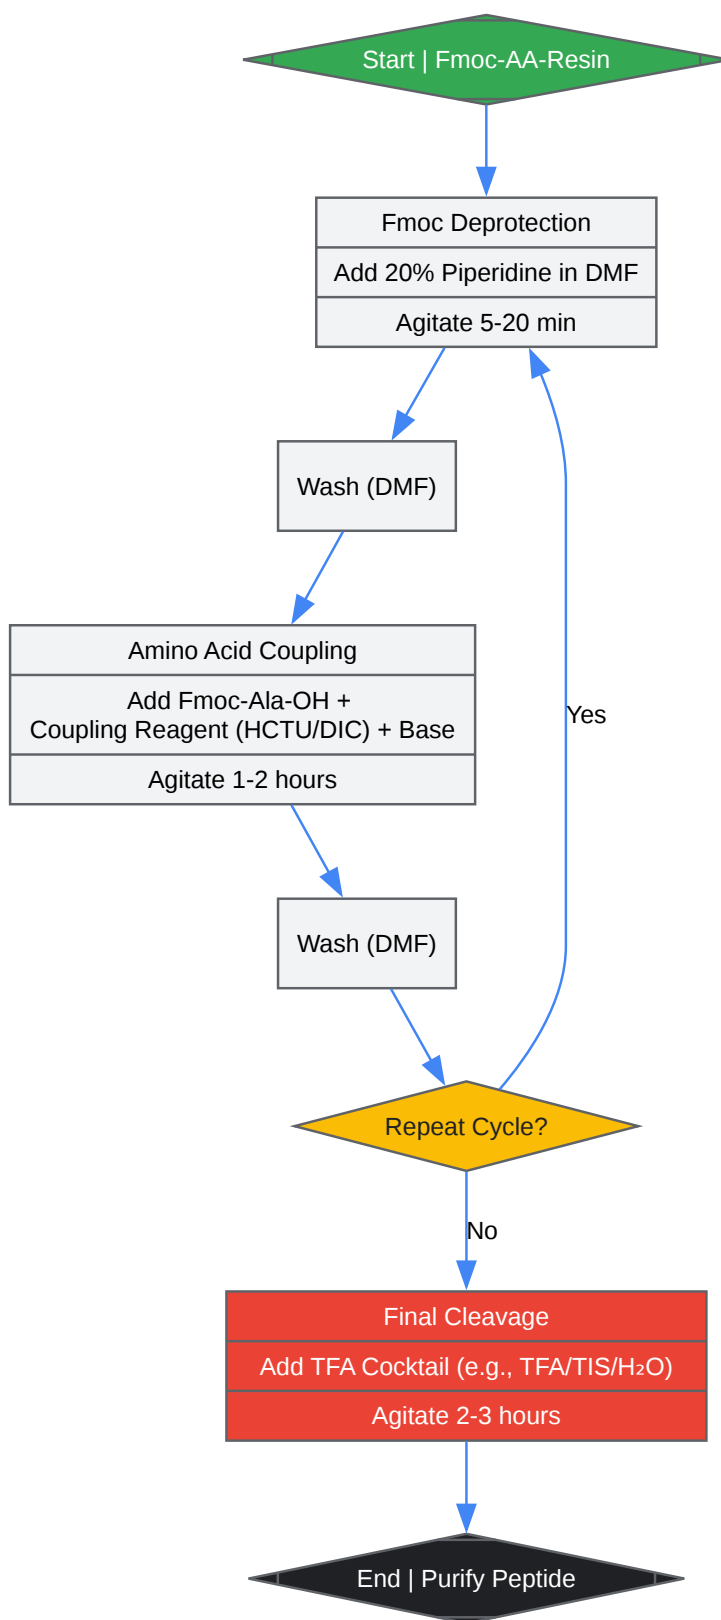 Start | Fmoc-AA-Resin
Fmoc Deprotection
Add 20% Piperidine in DMF
Agitate 5-20 min
Wash (DMF)
Amino Acid Coupling
Add Fmoc-Ala-OH +
Coupling Reagent (HCTU/DIC) + Base
Agitate 1-2 hours
Yes
Wash (DMF)
Repeat Cycle?
No
Final Cleavage
Add TFA Cocktail (e.g., TFA/TIS/H₂O)
Agitate 2-3 hours
End | Purify Peptide